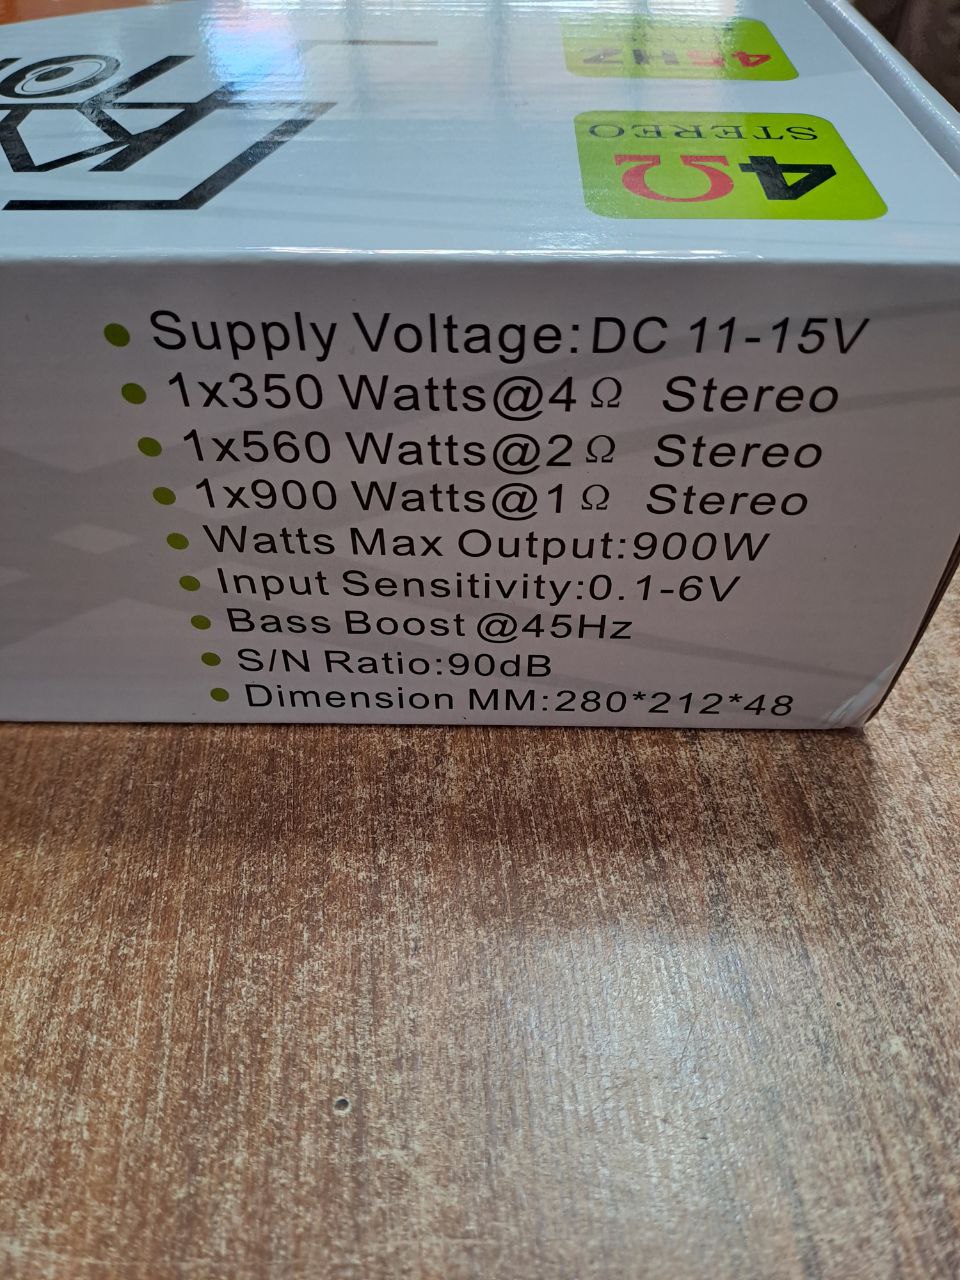 45HZ
4Ω
STEREO
Supply Voltage:DC 11-15V
1x350 Watts@4Ω Stereo
1x560 Watts@2Ω Stereo
1x900 Watts@1Ω Stereo
Watts Max Output:900W
Input Sensitivity:0.1-6V
Bass Boost @45Hz
S/N Ratio:90dB
Dimension MM:280*212*48